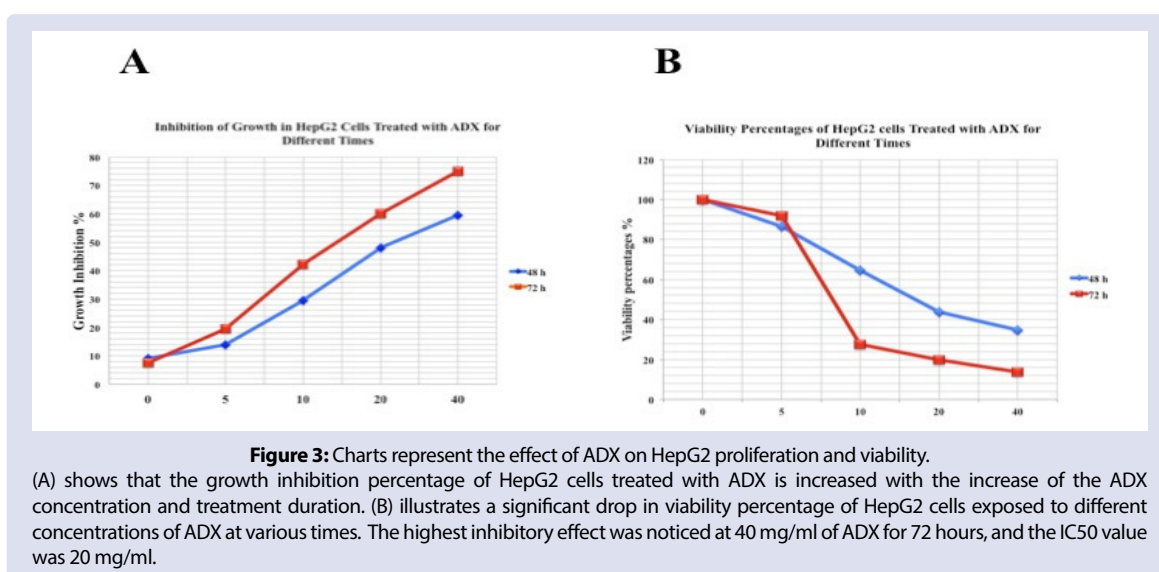 A
Inhibition of Growth in HepG2 Cells Treated with ADX for
Different Times
Growth Inhibition %
80
70
60
50
40
30
20
10
0
0 5 10 20 40
48 h
72 h
B
Viability Percentages of HepG2 cells Treated with ADX for
Different Times
Viability percentages %
120
100
80
60
40
20
0
0 5 10 20 40
48 h
72 h
Figure 3: Charts represent the effect of ADX on HepG2 proliferation and viability.
(A) shows that the growth inhibition percentage of HepG2 cells treated with ADX is increased with the increase of the ADX
concentration and treatment duration. (B) illustrates a significant drop in viability percentage of HepG2 cells exposed to different
concentrations of ADX at various times. The highest inhibitory effect was noticed at 40 mg/ml of ADX for 72 hours, and the IC50 value
was 20 mg/ml.